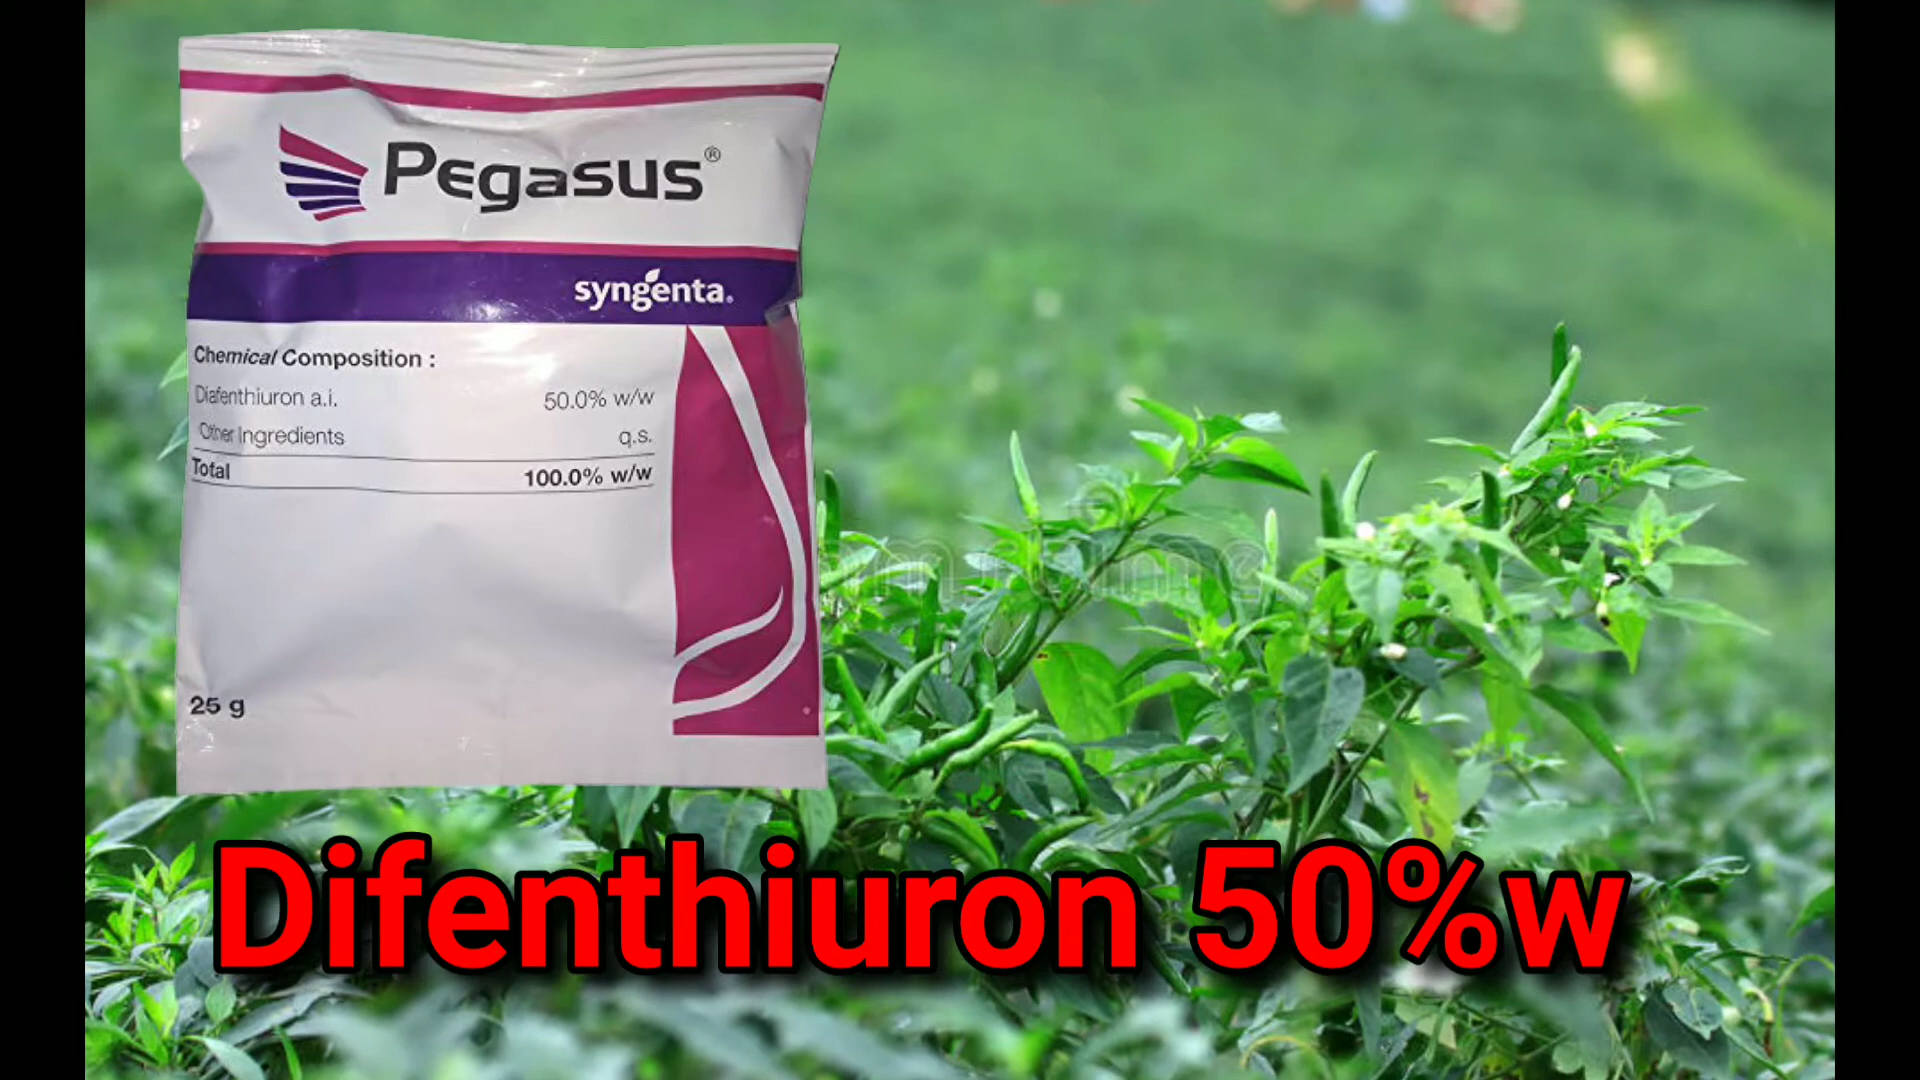 Pegasus®
syngenta.
Chemical Composition :
Diafenthiuron a.i. 50.0% w/w
Other Ingredients q.s.
Total 100.0% w/w
25 g
Difenthiuron 50%w